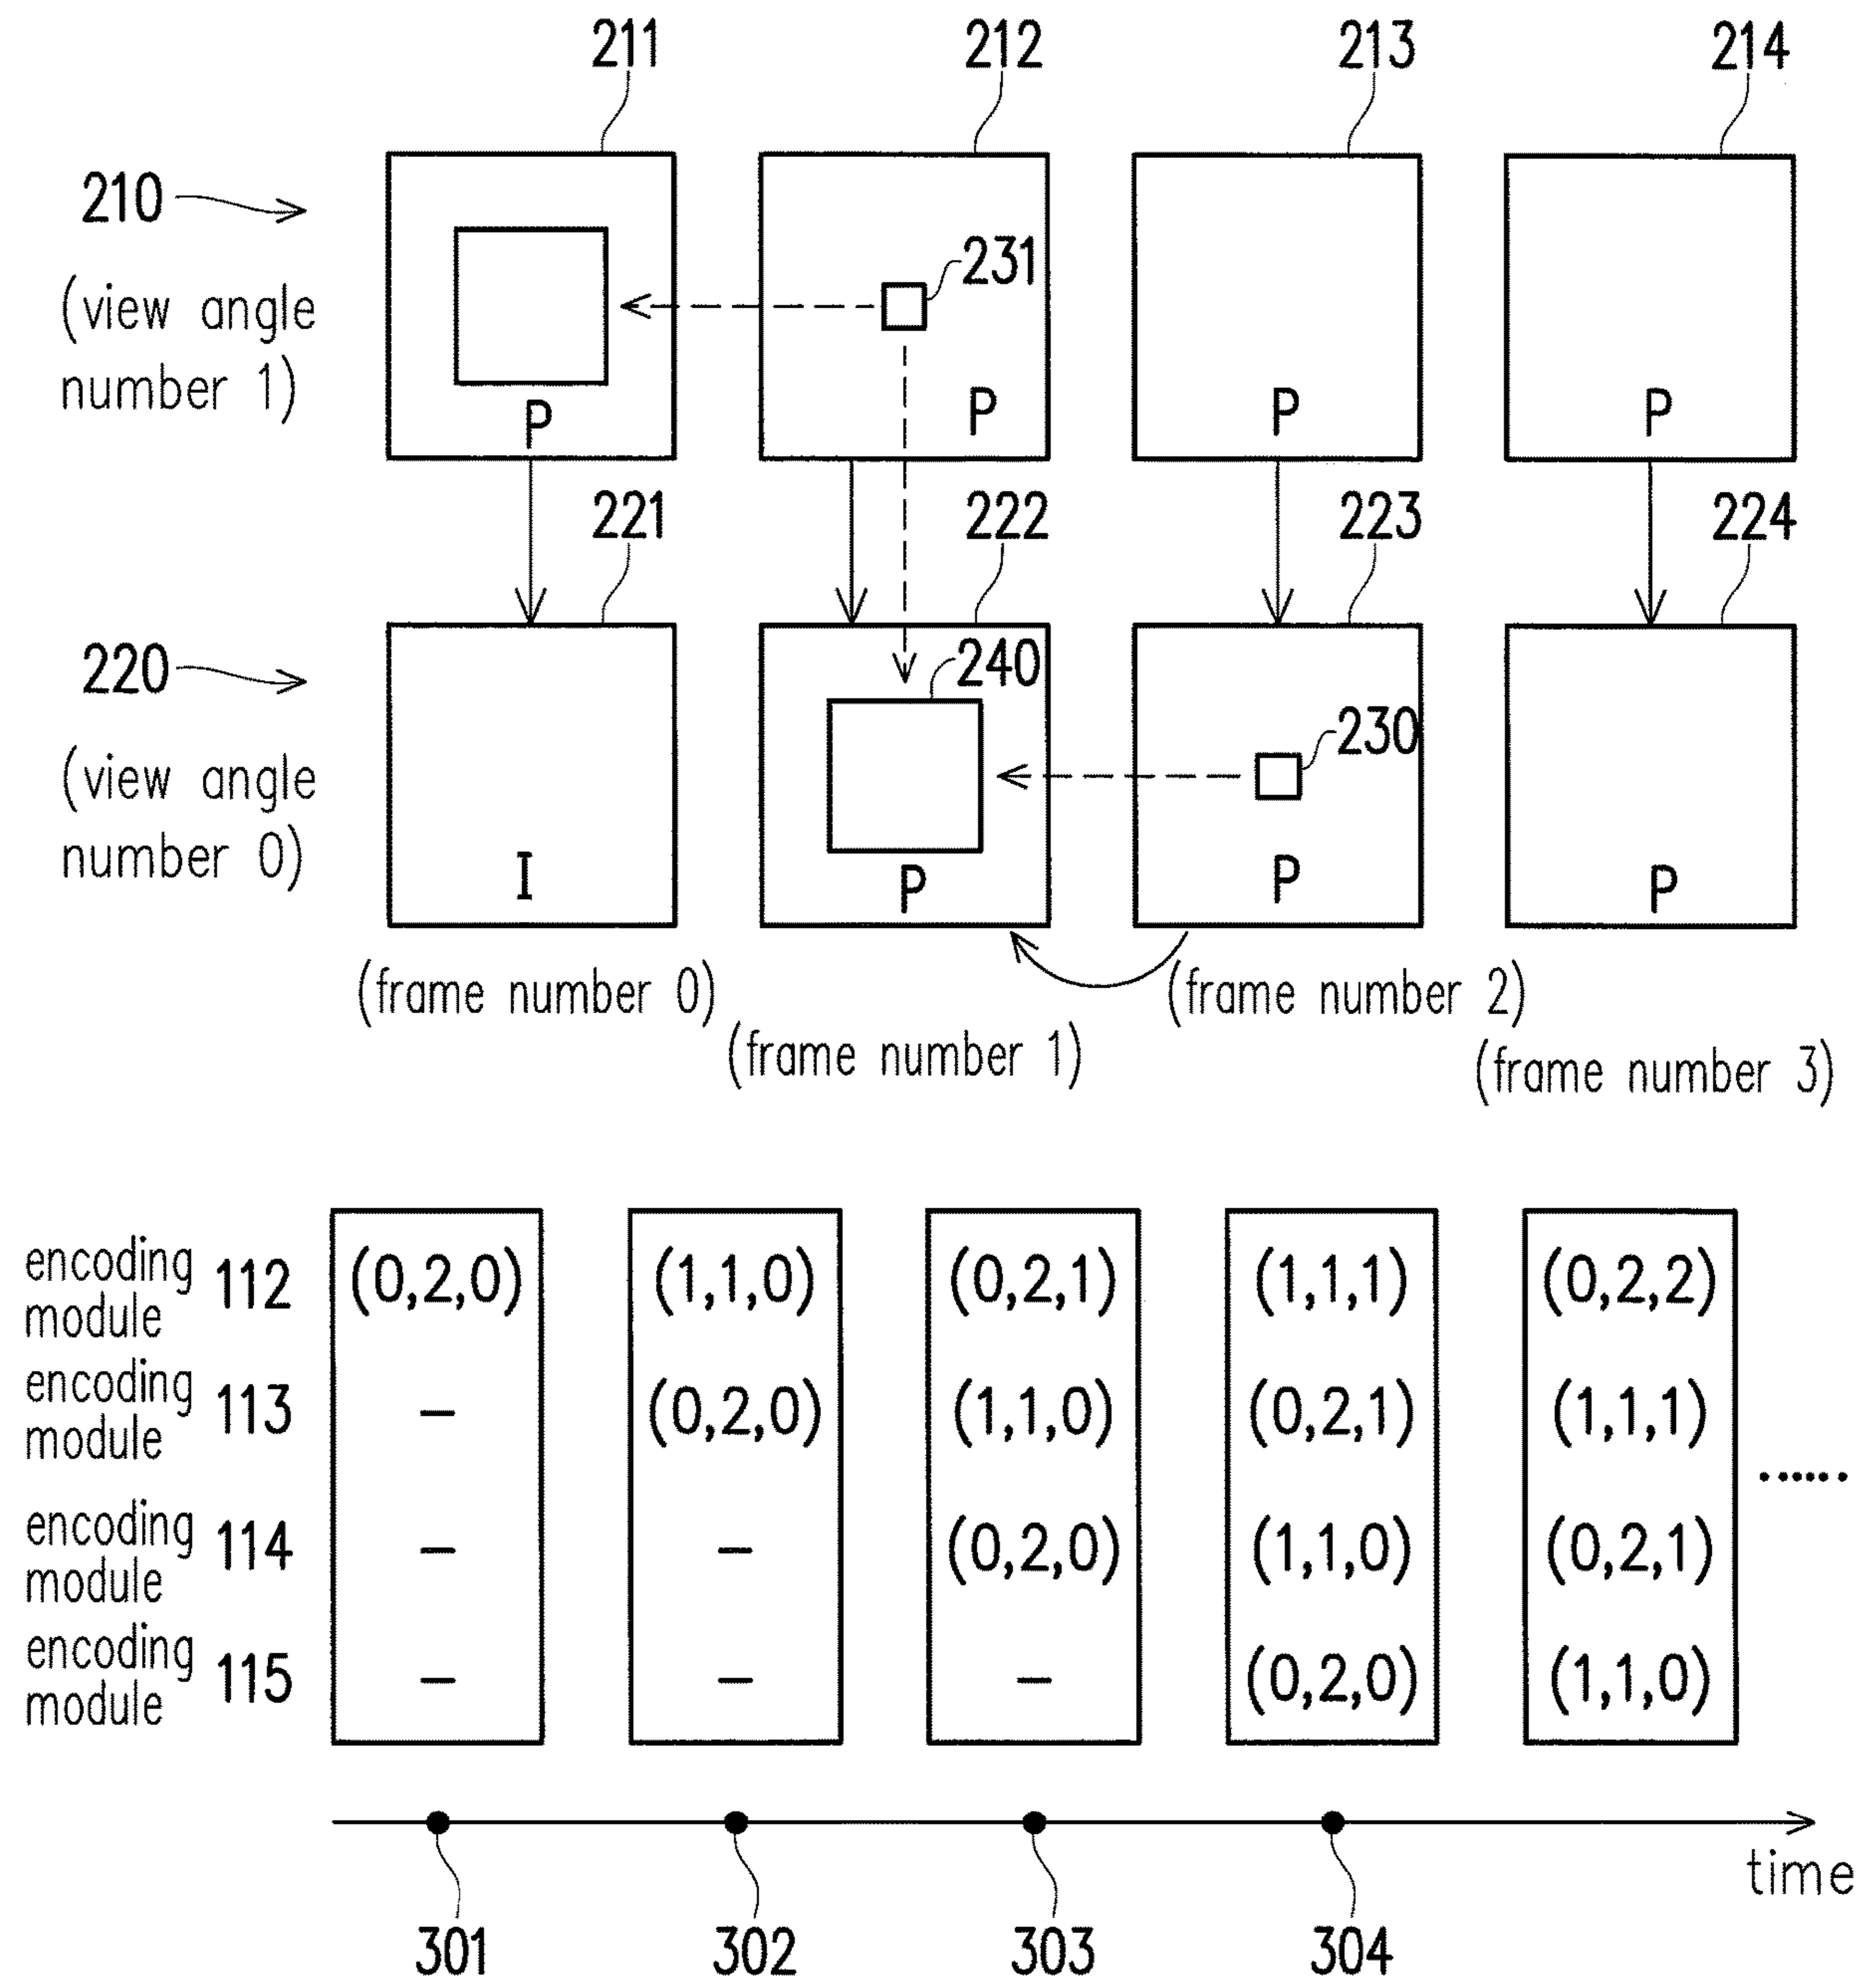 211 212 213 214
210
231
(view angle
number 1)
P P P P
221 222 223 224
220
240
230
(view angle
number 0)
I P P P
(frame number 0) (frame number 2)
(frame number 1) (frame number 3)
encoding module 112 (0,2,0) (1,1,0) (0,2,1) (1,1,1) (0,2,2)
encoding module 113 – (0,2,0) (1,1,0) (0,2,1) (1,1,1)
......
encoding module 114 – – (0,2,0) (1,1,0) (0,2,1)
encoding module 115 – – – (0,2,0) (1,1,0)
time
301 302 303 304